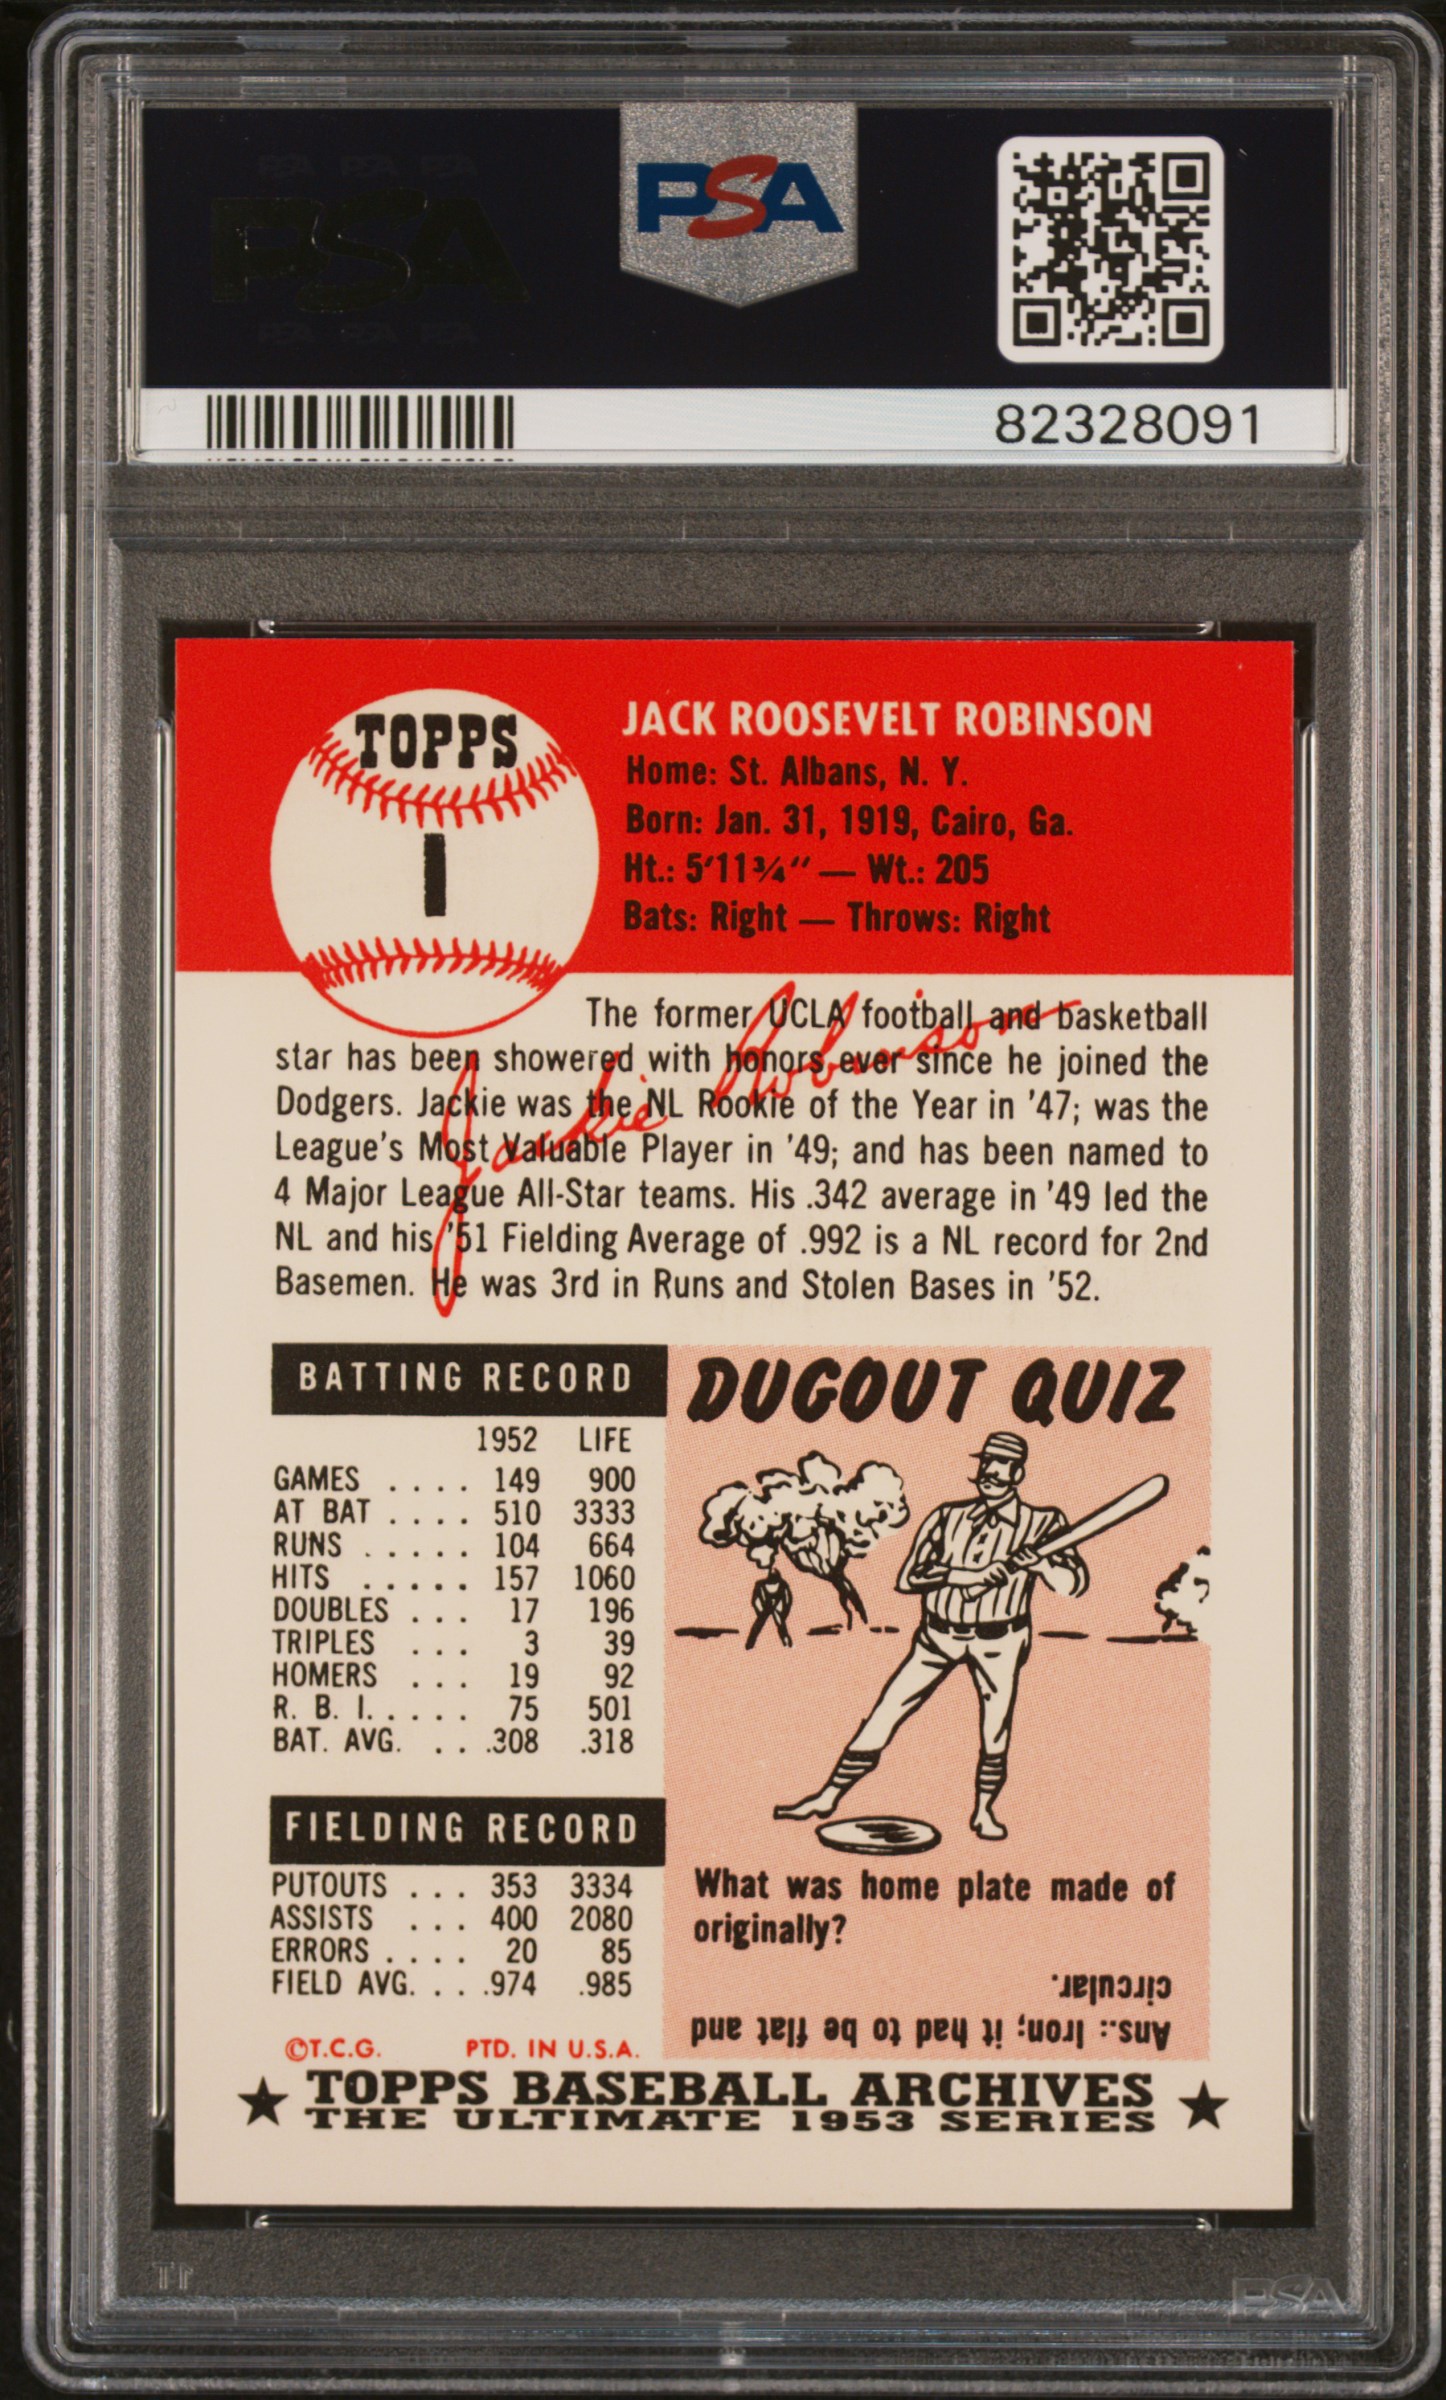 PSA PSA PSA
PSA
PSA PSA PSA
PSA
82328091
TOPPS
1
JACK ROOSEVELT ROBINSON
Home: St. Albans, N. Y.
Born: Jan. 31, 1919, Cairo, Ga.
Ht.: 5'11¾" — Wt.: 205
Bats: Right — Throws: Right
The former UCLA football and basketball
star has been showered with honors ever since he joined the
Dodgers. Jackie was the NL Rookie of the Year in '47; was the
League's Most Valuable Player in '49; and has been named to
4 Major League All-Star teams. His .342 average in '49 led the
NL and his '51 Fielding Average of .992 is a NL record for 2nd
Basemen. He was 3rd in Runs and Stolen Bases in '52.
Jackie Robinson
BATTING RECORD
1952 LIFE
GAMES . . . . 149 900
AT BAT . . . . 510 3333
RUNS . . . . . 104 664
HITS . . . . . 157 1060
DOUBLES . . . 17 196
TRIPLES . . . 3 39
HOMERS . . . 19 92
R. B. I. . . . . 75 501
BAT. AVG. . . .308 .318
FIELDING RECORD
PUTOUTS . . . 353 3334
ASSISTS . . . 400 2080
ERRORS . . . . 20 85
FIELD AVG. . . .974 .985
©T.C.G. PTD. IN U.S.A.
DUGOUT QUIZ
What was home plate made of
originally?
Ans.: Iron; it had to be flat and
circular.
TOPPS BASEBALL ARCHIVES
THE ULTIMATE 1953 SERIES
PSA